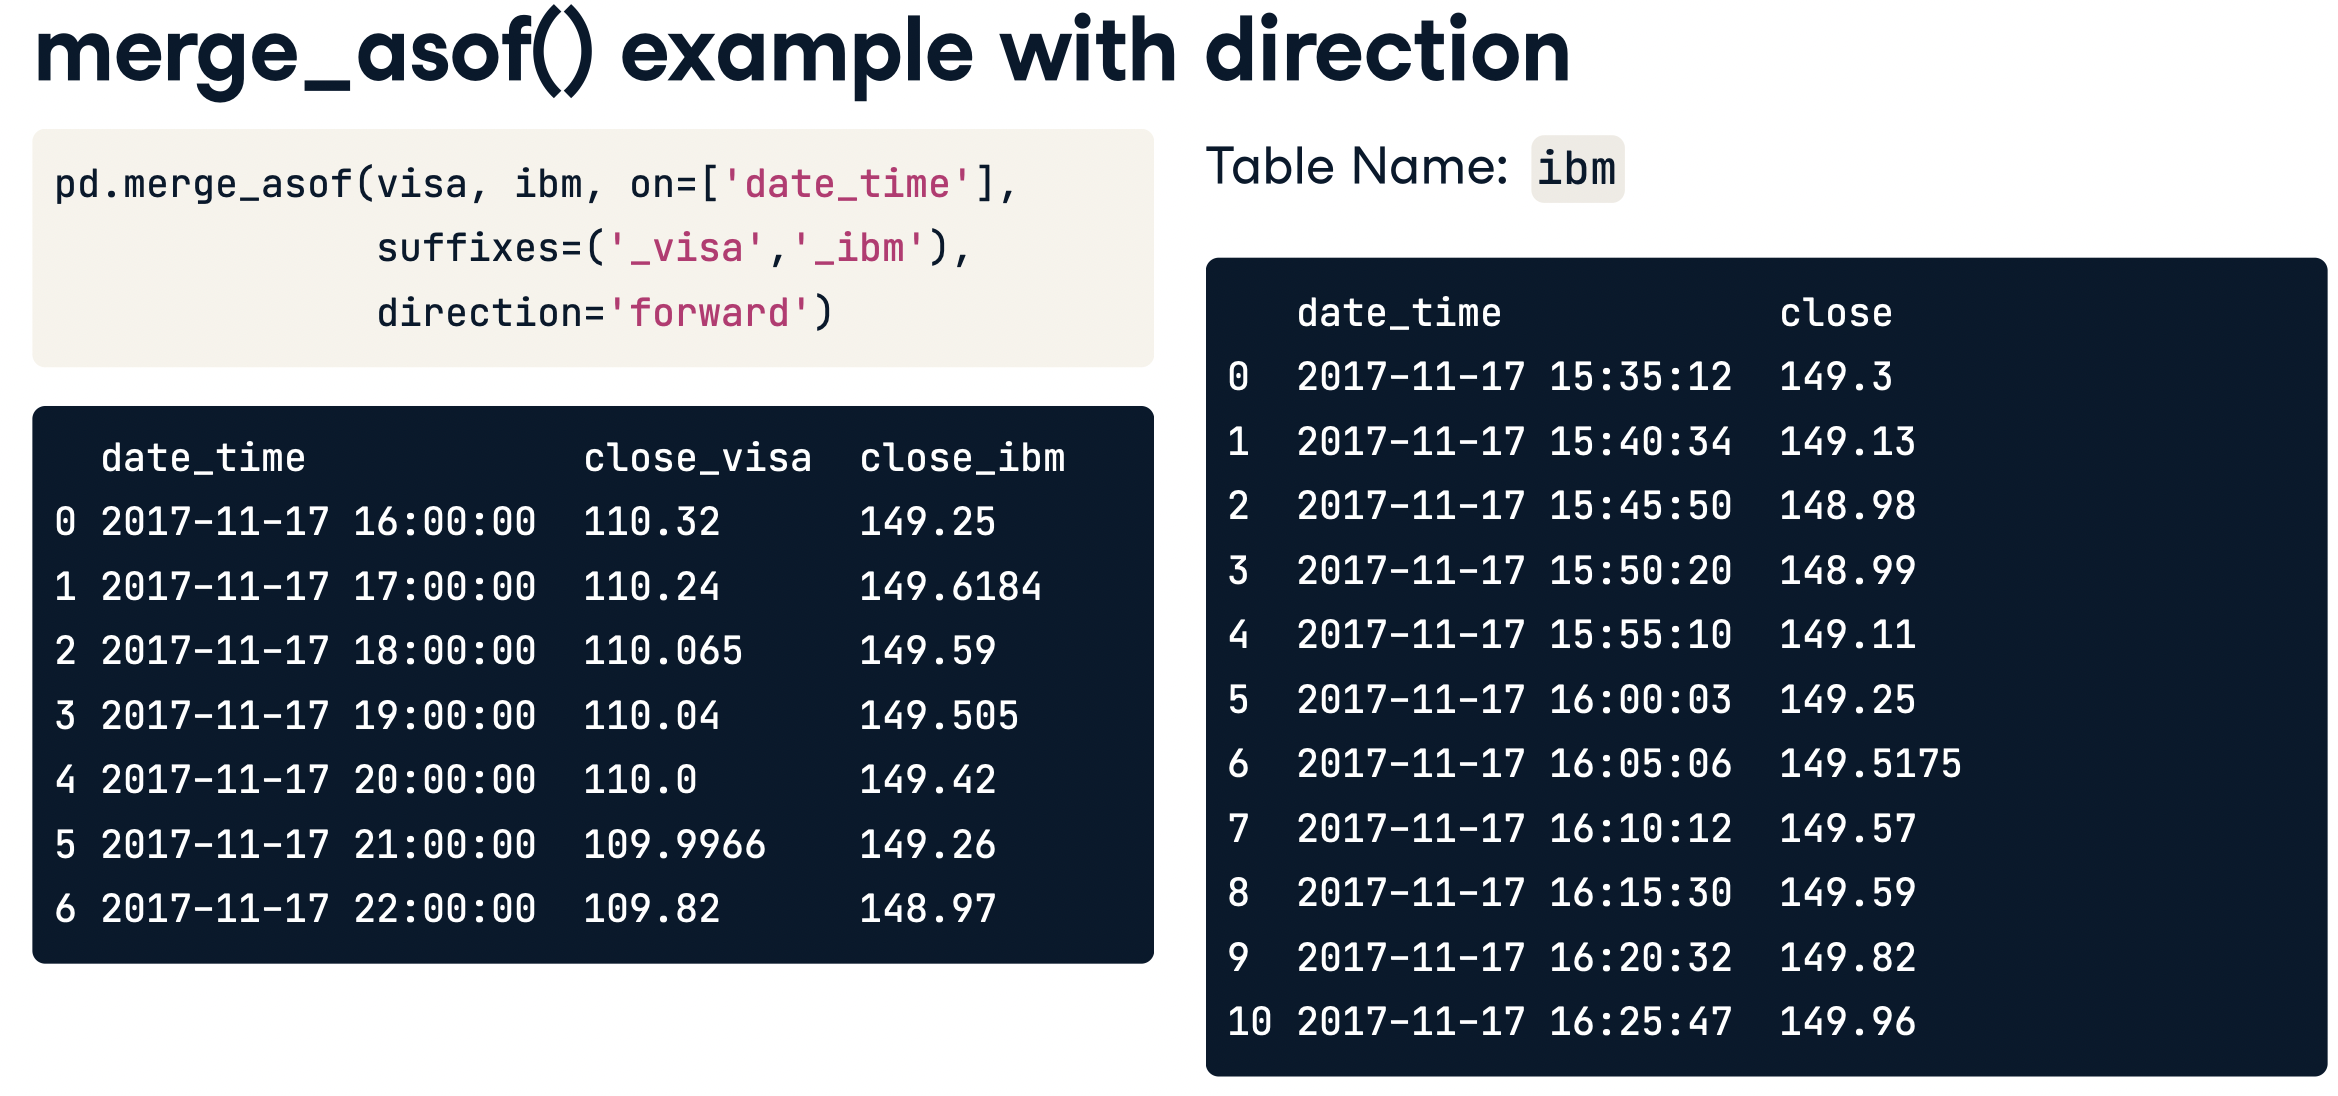 merge_asof() example with direction
pd.merge_asof(visa, ibm, on=['date_time'],
suffixes=('_visa','_ibm'),
direction='forward')
date_time close_visa close_ibm
0 2017-11-17 16:00:00 110.32 149.25
1 2017-11-17 17:00:00 110.24 149.6184
2 2017-11-17 18:00:00 110.065 149.59
3 2017-11-17 19:00:00 110.04 149.505
4 2017-11-17 20:00:00 110.0 149.42
5 2017-11-17 21:00:00 109.9966 149.26
6 2017-11-17 22:00:00 109.82 148.97
Table Name: ibm
date_time close
0 2017-11-17 15:35:12 149.3
1 2017-11-17 15:40:34 149.13
2 2017-11-17 15:45:50 148.98
3 2017-11-17 15:50:20 148.99
4 2017-11-17 15:55:10 149.11
5 2017-11-17 16:00:03 149.25
6 2017-11-17 16:05:06 149.5175
7 2017-11-17 16:10:12 149.57
8 2017-11-17 16:15:30 149.59
9 2017-11-17 16:20:32 149.82
10 2017-11-17 16:25:47 149.96